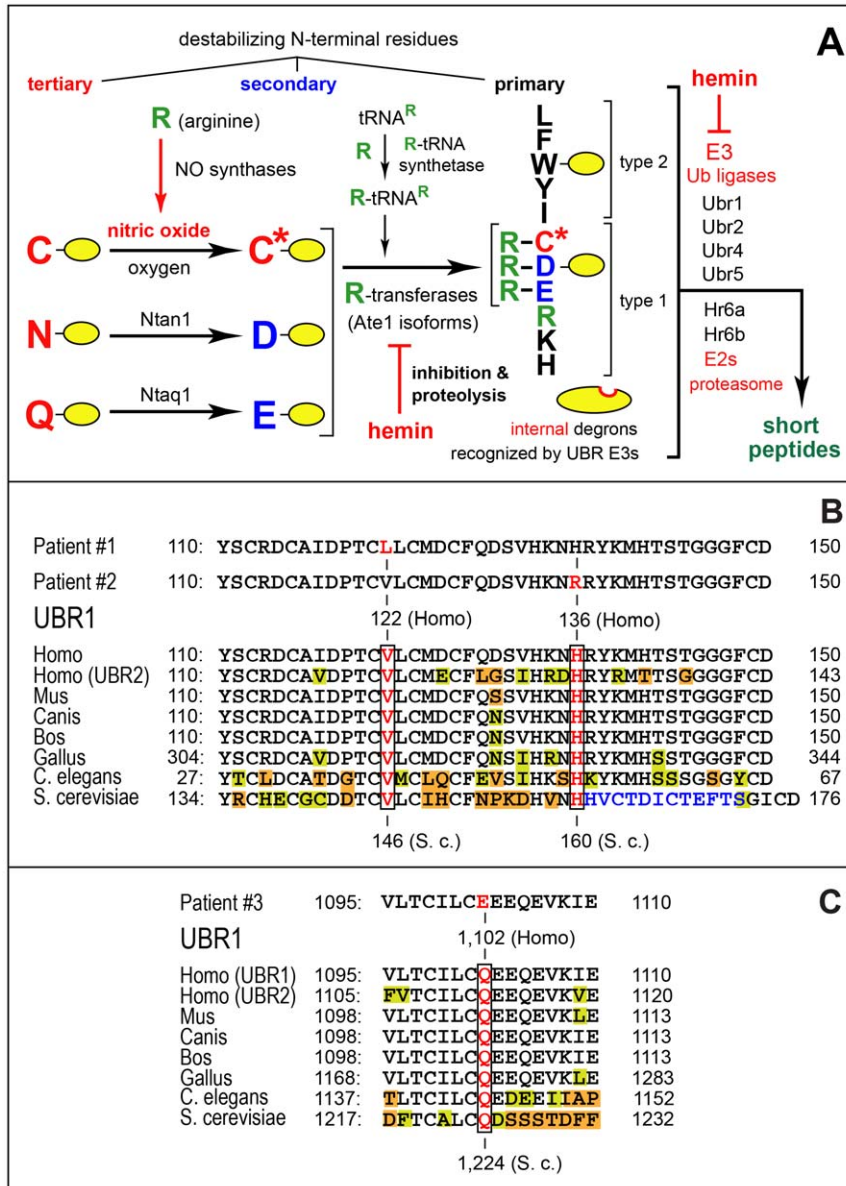 A
destabilizing N-terminal residues
tertiary secondary primary
R (arginine)
NO synthases
nitric oxide
C C*
oxygen
N Ntan1 D
Q Ntaq1 E
tRNAR
R R-tRNA
synthetase
R-tRNAR
R-transferases
(Ate1 isoforms)
inhibition &
proteolysis
hemin
L
F
W
Y
I
type 2
R-C*
R-D
R-E
R
K
H
type 1
internal degrons
recognized by UBR E3s
hemin
E3
Ub ligases
Ubr1
Ubr2
Ubr4
Ubr5
Hr6a
Hr6b
E2s
proteasome
short
peptides
B
Patient #1 110: YSCRDCAIDPTCLLCMDCFQDSVHKNHRYKMHTSTGGGFCD 150
Patient #2 110: YSCRDCAIDPTCVLCMDCFQDSVHKNRRYKMHTSTGGGFCD 150
UBR1 122 (Homo) 136 (Homo)
Homo 110: YSCRDCAIDPTCVLCMDCFQDSVHKNHRYKMHTSTGGGFCD 150
Homo (UBR2) 110: YSCRDCAVDPTCVLCMECFLGSIHRDHRYRMTTSGGGGFCD 143
Mus 110: YSCRDCAIDPTCVLCMDCFQSSVHKNHRYKMHTSTGGGFCD 150
Canis 110: YSCRDCAIDPTCVLCMDCFQNSVHKNHRYKMHTSTGGGFCD 150
Bos 110: YSCRDCAIDPTCVLCMDCFQNSVHKNHRYKMHTSTGGGFCD 150
Gallus 304: YSCRDCAVDPTCVLCMDCFQNSIHRNHRYKMHSSTGGGFCD 344
C. elegans 27: YTCLDCATDGTCVMCLQCFEVSIHKSHKYKMHSSSGSGYCD 67
S. cerevisiae 134: YRCHECGCDDTCVLCIHCFNPKDHVNHHVCTDICTEFTSGICD 176
146 (S. c.) 160 (S. c.)
C
Patient #3 1095: VLTCILCEEEQEVKIE 1110
UBR1 1,102 (Homo)
Homo (UBR1) 1095: VLTCILCQEEQEVKIE 1110
Homo (UBR2) 1105: FVTCILCQEEQEVKVE 1120
Mus 1098: VLTCILCQEEQEVKLE 1113
Canis 1098: VLTCILCQEEQEVKIE 1113
Bos 1098: VLTCILCQEEQEVKIE 1113
Gallus 1168: VLTCILCQEEQEVKLE 1283
C. elegans 1137: TLTCILCQEDEEIIAP 1152
S. cerevisiae 1217: DFTCALCQDSSSTDFF 1232
1,224 (S. c.)